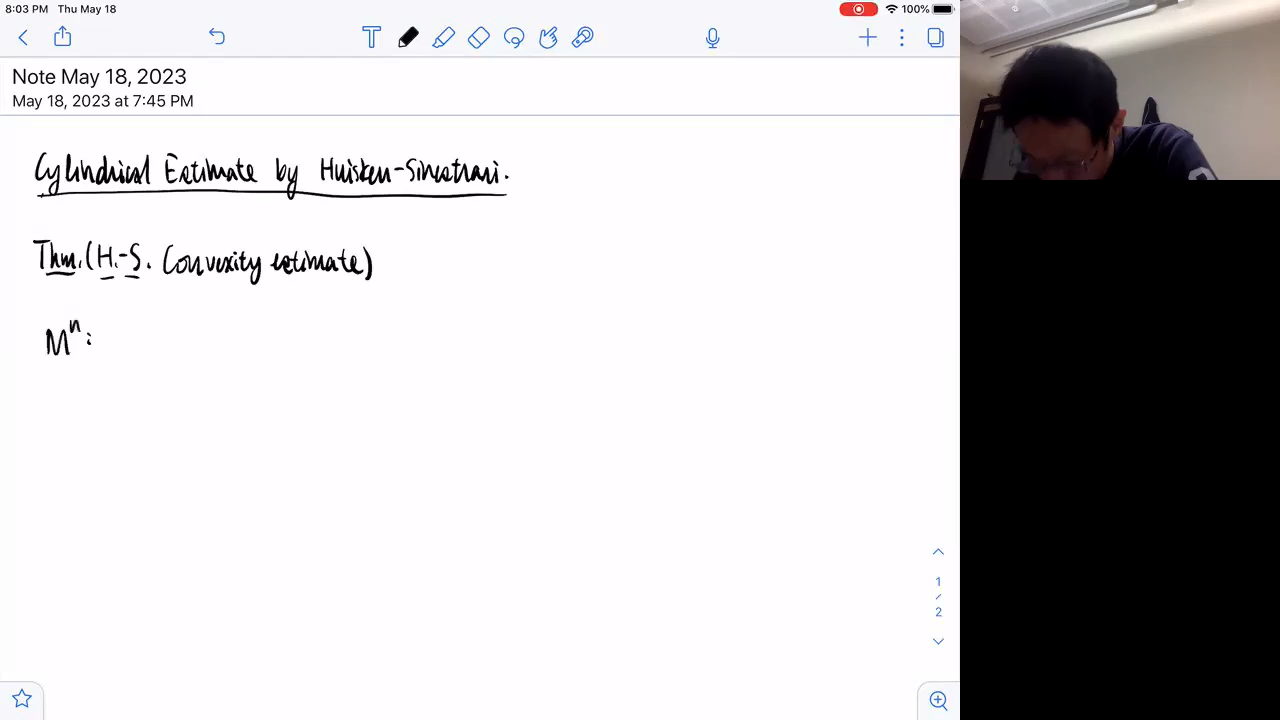 8:03 PM Thu May 18
100%
Note May 18, 2023
May 18, 2023 at 7:45 PM
Cylindrical Estimate by Huisken-Sinestrari.
Thm. (H.-S. Convexity estimate)
Mⁿ:
1
/
2